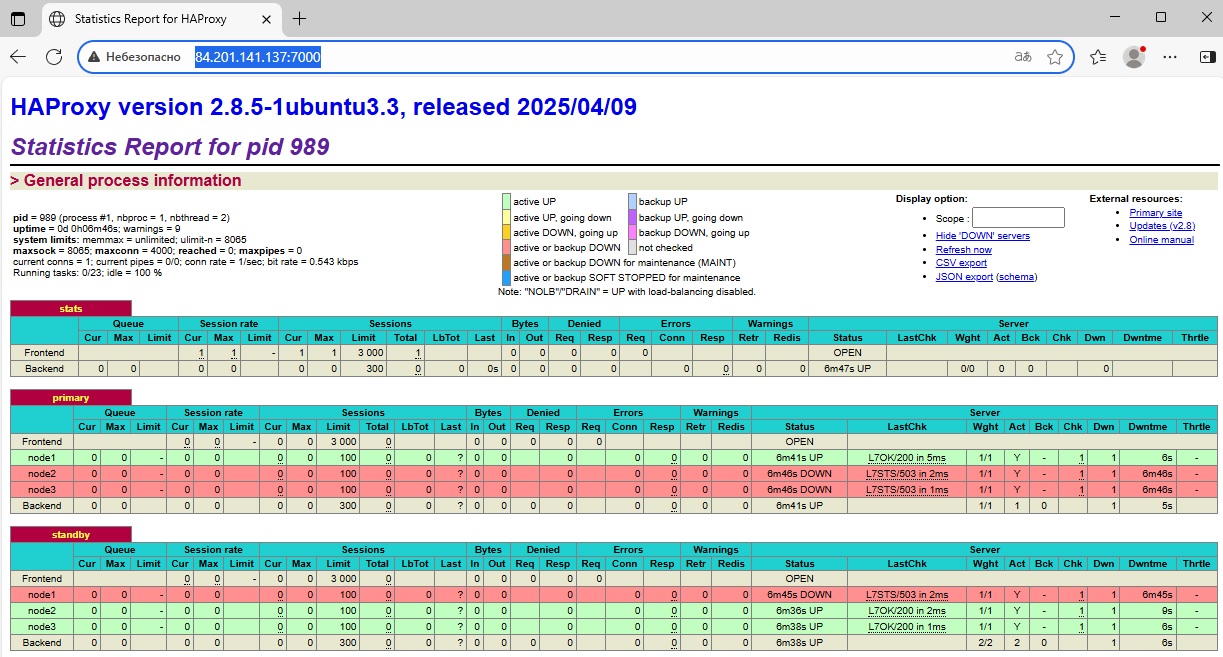 Statistics Report for HAProxy
Небезопасно 84.201.141.137:7000
HAProxy version 2.8.5-1ubuntu3.3, released 2025/04/09
Statistics Report for pid 989
> General process information
pid = 989 (process #1, nbproc = 1, nbthread = 2)
uptime = 0d 0h06m46s; warnings = 9
system limits: memmax = unlimited; ulimit-n = 8065
maxsock = 8065; maxconn = 4000; reached = 0; maxpipes = 0
current conns = 1; current pipes = 0/0; conn rate = 1/sec; bit rate = 0.543 kbps
Running tasks: 0/23; idle = 100 %
active UP backup UP
active UP, going down backup UP, going down
active DOWN, going up backup DOWN, going up
active or backup DOWN not checked
active or backup DOWN for maintenance (MAINT)
active or backup SOFT STOPPED for maintenance
Note: "NOLB"/"DRAIN" = UP with load-balancing disabled.
Display option:
Scope :
Hide 'DOWN' servers
Refresh now
CSV export
JSON export (schema)
External resources:
Primary site
Updates (v2.8)
Online manual
stats
Queue Session rate Sessions Bytes Denied Errors Warnings Server
Cur Max Limit Cur Max Limit Cur Max Limit Total LbTot Last In Out Req Resp Req Conn Resp Retr Redis Status LastChk Wght Act Bck Chk Dwn Dwntme Thrtle
Frontend 1 1 - 1 1 3 000 1 0 0 0 0 0 OPEN
Backend 0 0 0 0 0 0 300 0 0 0s 0 0 0 0 0 0 0 0 6m47s UP 0/0 0 0 0
primary
Queue Session rate Sessions Bytes Denied Errors Warnings Server
Cur Max Limit Cur Max Limit Cur Max Limit Total LbTot Last In Out Req Resp Req Conn Resp Retr Redis Status LastChk Wght Act Bck Chk Dwn Dwntme Thrtle
Frontend 0 0 - 0 0 3 000 0 0 0 0 0 0 OPEN
node1 0 0 - 0 0 0 0 100 0 0 ? 0 0 0 0 0 0 0 6m41s UP L7OK/200 in 5ms 1/1 Y - 1 1 6s -
node2 0 0 - 0 0 0 0 100 0 0 ? 0 0 0 0 0 0 0 6m46s DOWN L7STS/503 in 2ms 1/1 Y - 1 1 6m46s -
node3 0 0 - 0 0 0 0 100 0 0 ? 0 0 0 0 0 0 0 6m46s DOWN L7STS/503 in 1ms 1/1 Y - 1 1 6m46s -
Backend 0 0 0 0 0 0 300 0 0 ? 0 0 0 0 0 0 0 0 6m41s UP 1/1 1 0 1 5s
standby
Queue Session rate Sessions Bytes Denied Errors Warnings Server
Cur Max Limit Cur Max Limit Cur Max Limit Total LbTot Last In Out Req Resp Req Conn Resp Retr Redis Status LastChk Wght Act Bck Chk Dwn Dwntme Thrtle
Frontend 0 0 - 0 0 3 000 0 0 0 0 0 0 OPEN
node1 0 0 - 0 0 0 0 100 0 0 ? 0 0 0 0 0 0 0 6m45s DOWN L7STS/503 in 2ms 1/1 Y - 1 1 6m45s -
node2 0 0 - 0 0 0 0 100 0 0 ? 0 0 0 0 0 0 0 6m36s UP L7OK/200 in 2ms 1/1 Y - 1 1 9s -
node3 0 0 - 0 0 0 0 100 0 0 ? 0 0 0 0 0 0 0 6m38s UP L7OK/200 in 1ms 1/1 Y - 1 1 6s -
Backend 0 0 0 0 0 0 300 0 0 ? 0 0 0 0 0 0 0 0 6m38s UP 2/2 2 0 1 6s